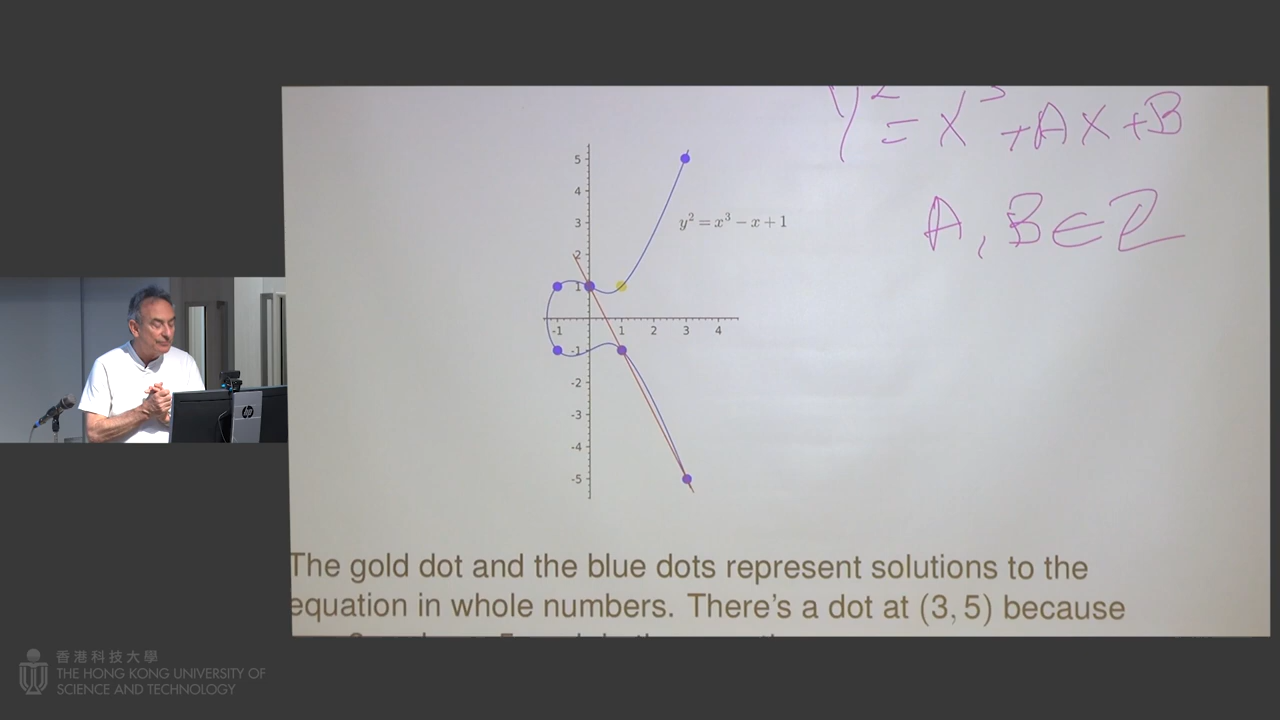 y² = x³ + Ax + B
A, B ∈ Z
5
4
3
y² = x³ − x + 1
2
1
-1 1 2 3 4
-1
-2
-3
-4
-5
hp
The gold dot and the blue dots represent solutions to the
equation in whole numbers. There's a dot at (3, 5) because
香港科技大學
THE HONG KONG UNIVERSITY OF
SCIENCE AND TECHNOLOGY